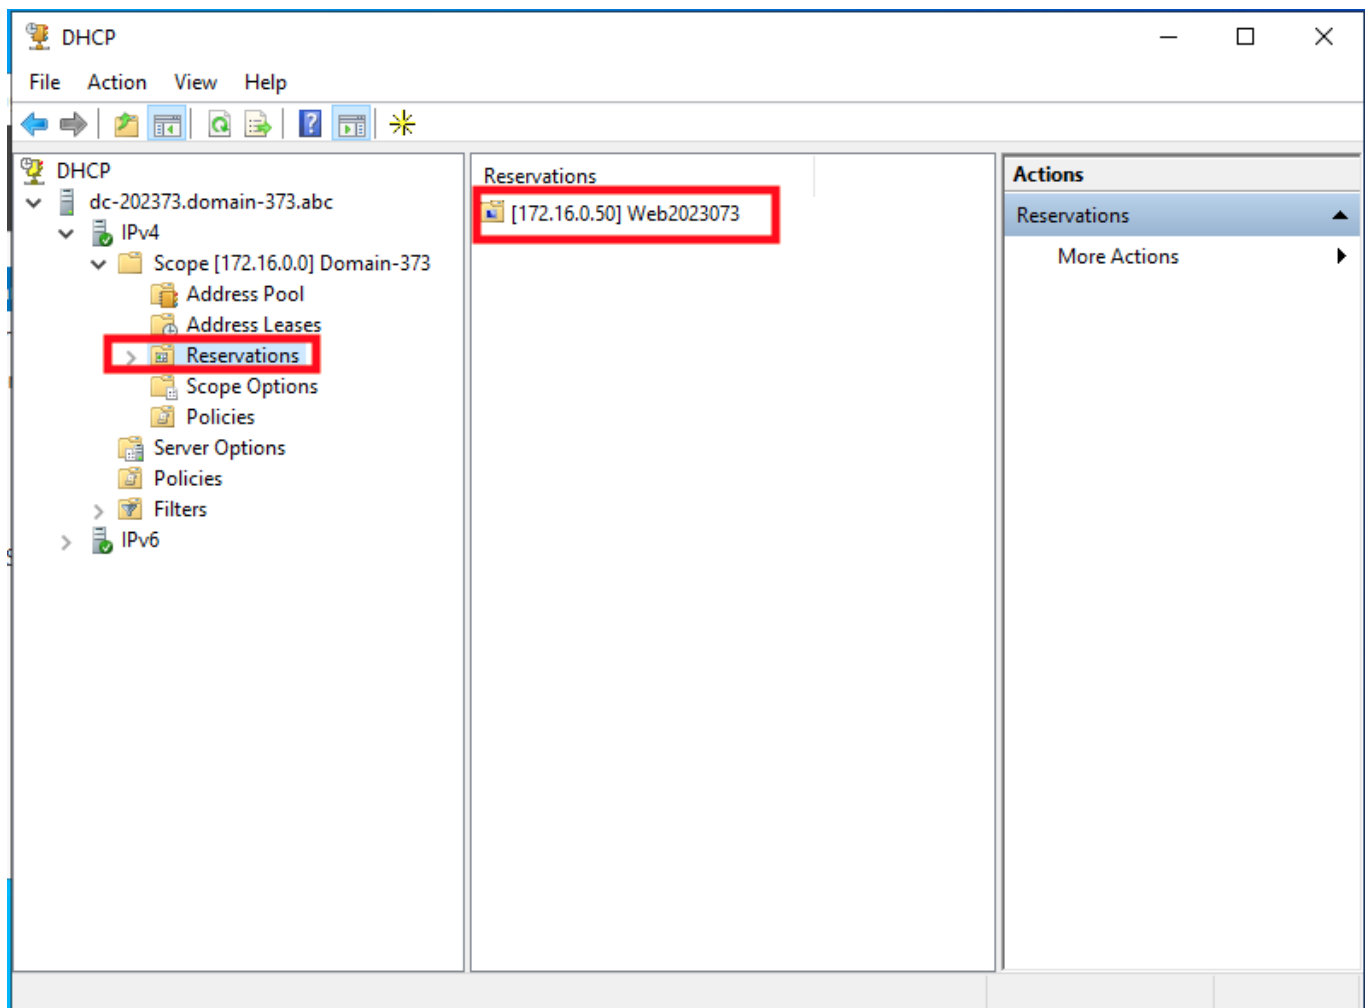 DHCP
File Action View Help
DHCP
dc-202373.domain-373.abc
IPv4
Scope [172.16.0.0] Domain-373
Address Pool
Address Leases
Reservations
Scope Options
Policies
Server Options
Policies
Filters
IPv6
Reservations
[172.16.0.50] Web2023073
Actions
Reservations
More Actions